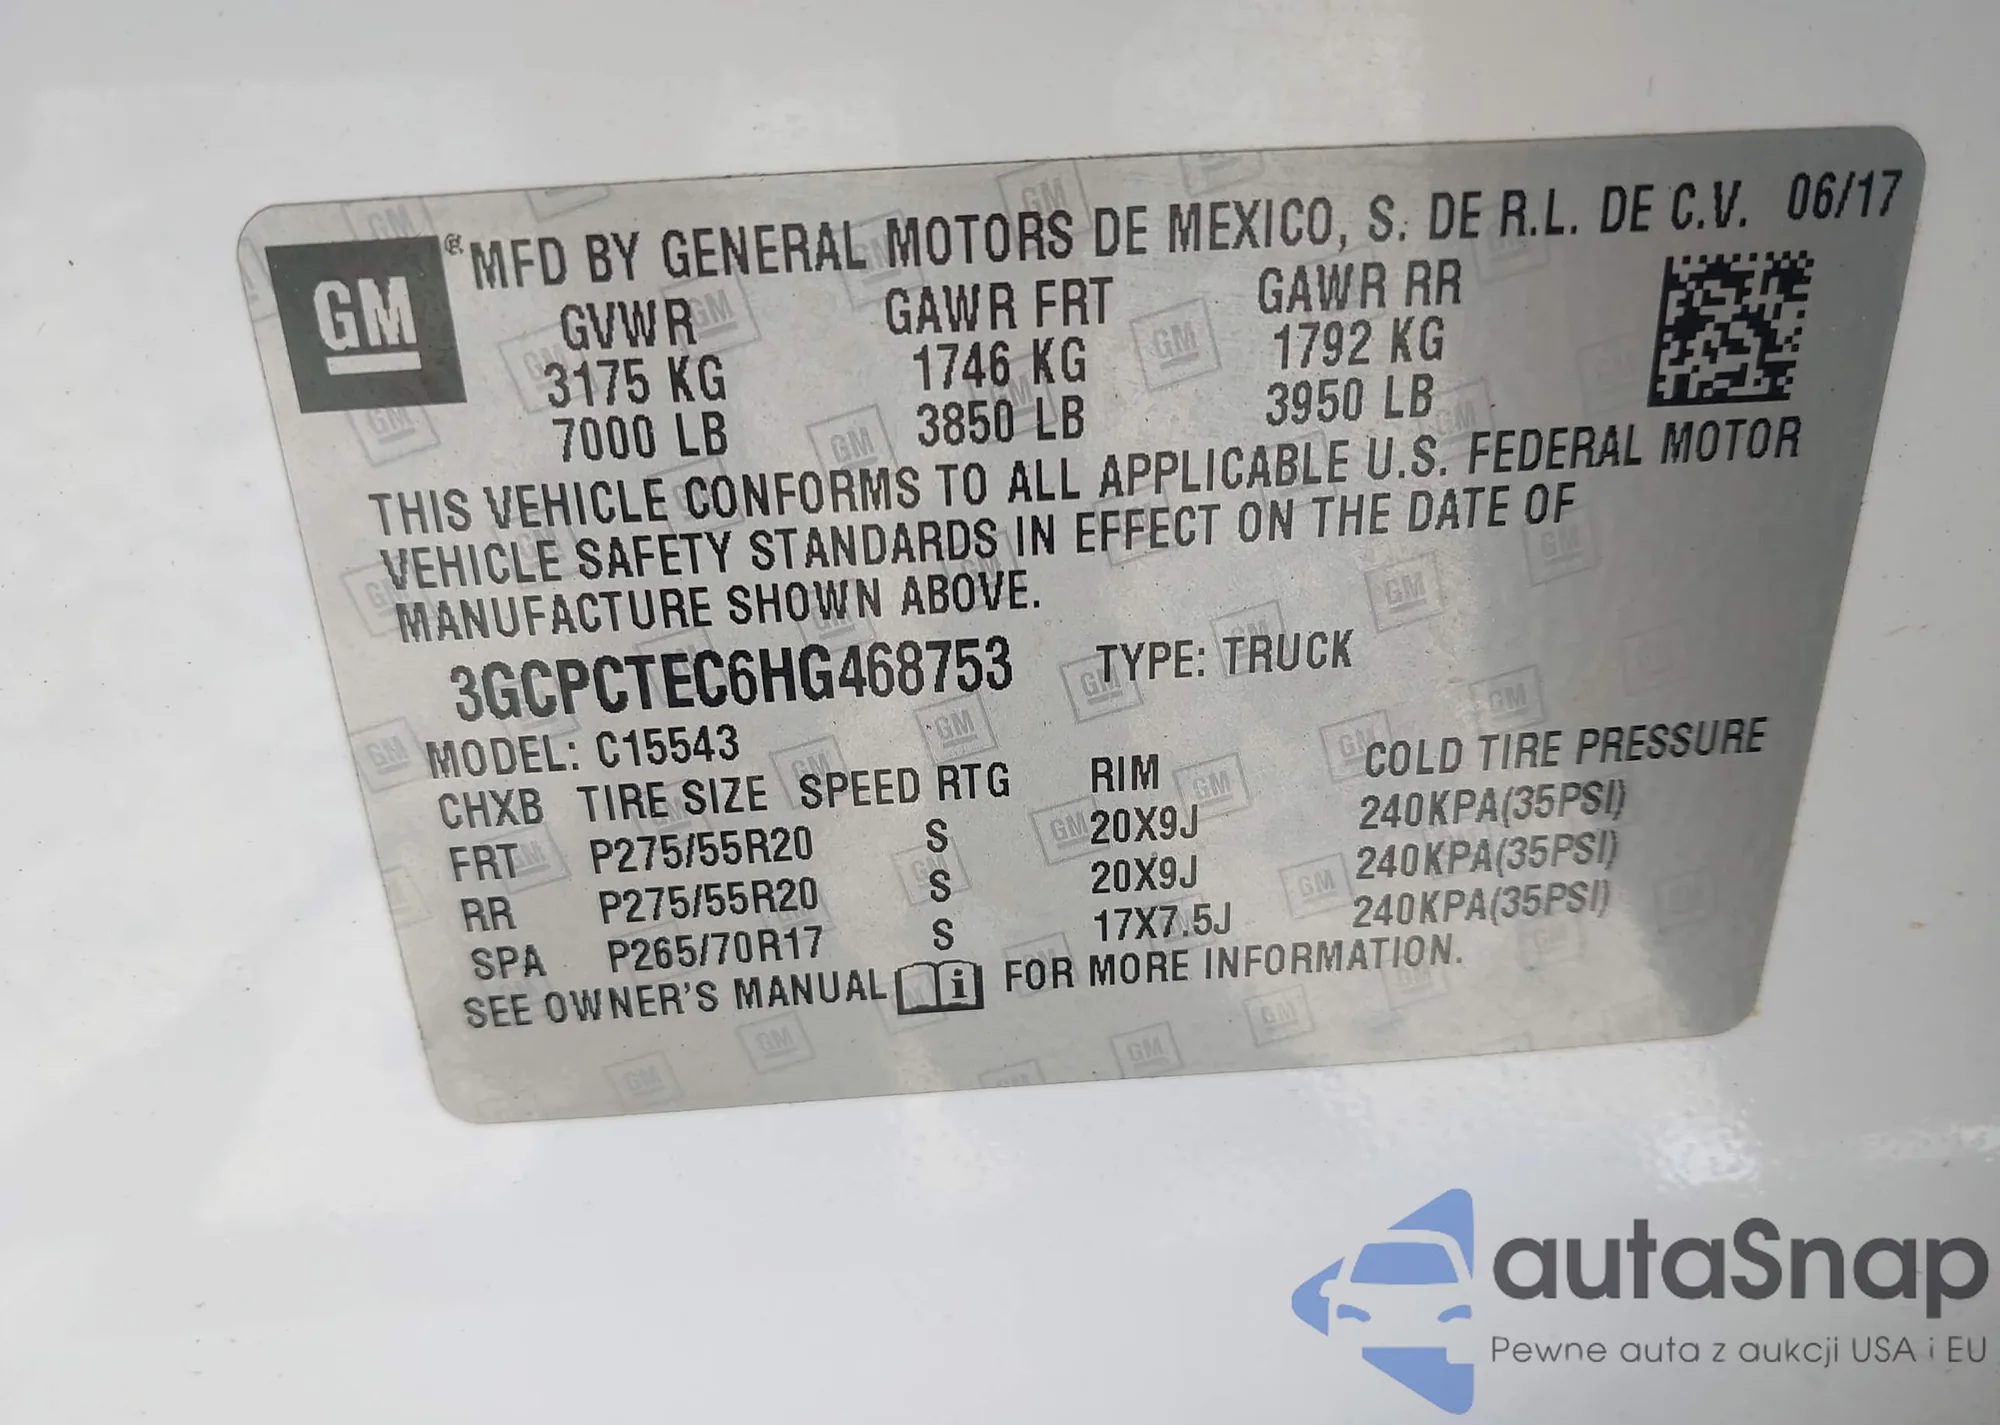 GM
® MFD BY GENERAL MOTORS DE MEXICO, S. DE R.L. DE C.V. 06/17
GVWR GAWR FRT GAWR RR
3175 KG 1746 KG 1792 KG
7000 LB 3850 LB 3950 LB
THIS VEHICLE CONFORMS TO ALL APPLICABLE U.S. FEDERAL MOTOR
VEHICLE SAFETY STANDARDS IN EFFECT ON THE DATE OF
MANUFACTURE SHOWN ABOVE.
3GCPCTEC6HG468753 TYPE: TRUCK
MODEL: C15543
CHXB TIRE SIZE SPEED RTG RIM COLD TIRE PRESSURE
FRT P275/55R20 S 20X9J 240KPA(35PSI)
RR P275/55R20 S 20X9J 240KPA(35PSI)
SPA P265/70R17 S 17X7.5J 240KPA(35PSI)
SEE OWNER'S MANUAL i FOR MORE INFORMATION.
autaSnap
Pewne auta z aukcji USA i EU